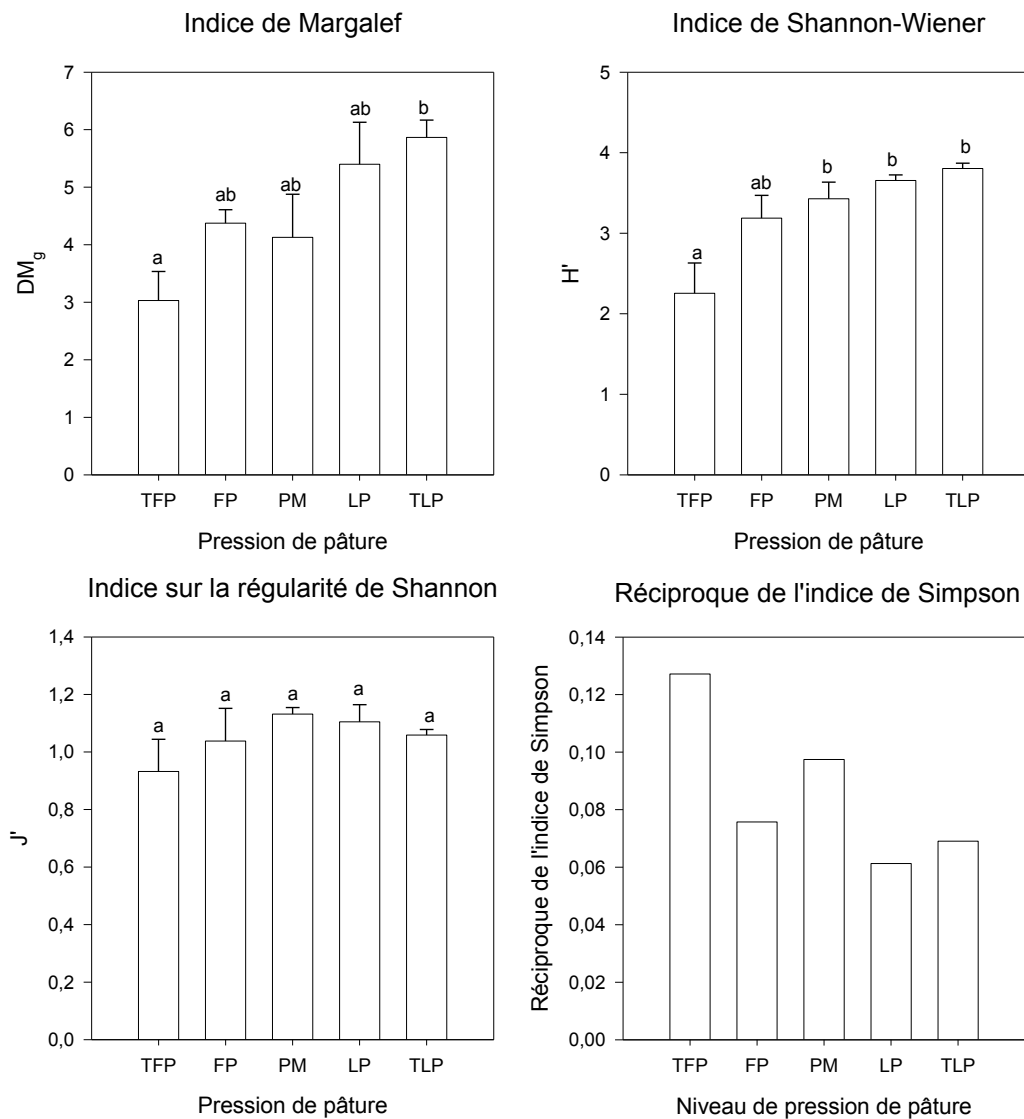 Indice de Margalef
7
6
5
4
3
2
1
0
DMg
a
ab
ab
ab
b
TFP FP PM LP TLP
Pression de pâture
Indice de Shannon-Wiener
5
4
3
2
1
0
H'
a
ab
b
b
b
TFP FP PM LP TLP
Pression de pâture
Indice sur la régularité de Shannon
1,4
1,2
1,0
0,8
0,6
0,4
0,2
0,0
J'
a
a
a
a
a
TFP FP PM LP TLP
Pression de pâture
Réciproque de l'indice de Simpson
0,14
0,12
0,10
0,08
0,06
0,04
0,02
0,00
Réciproque de l'indice de Simpson
TFP FP PM LP TLP
Niveau de pression de pâture